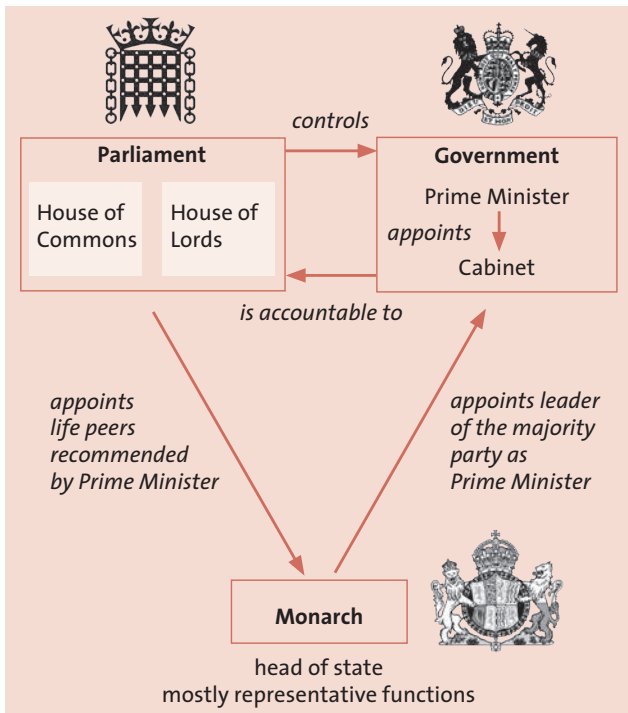 controls
Parliament
House of
Commons
House of
Lords
Government
Prime Minister
appoints
Cabinet
is accountable to
appoints
life peers
recommended
by Prime Minister
appoints leader
of the majority
party as
Prime Minister
Monarch
head of state
mostly representative functions